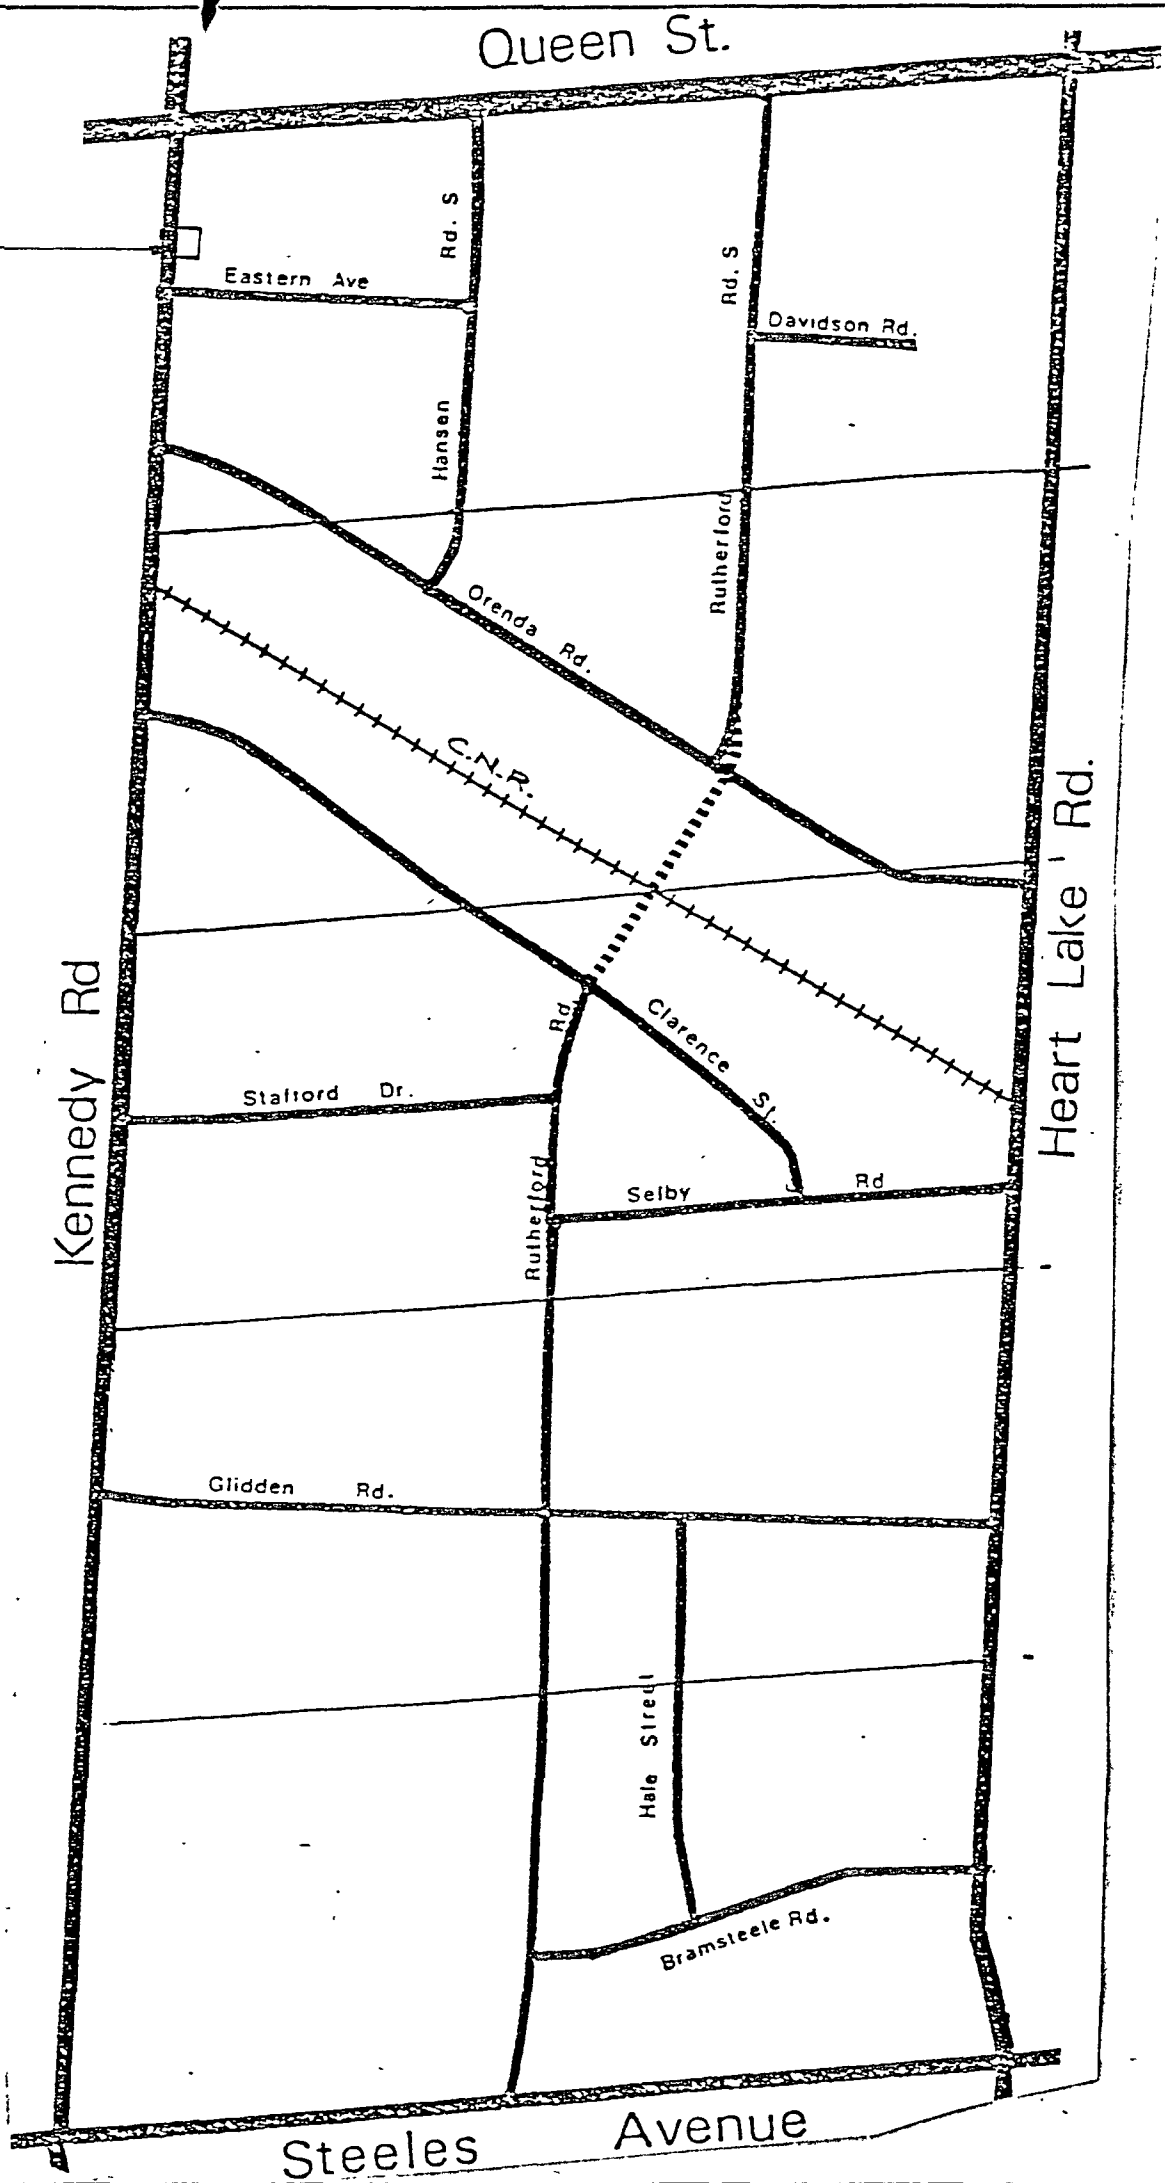 Queen St.
Rd. S
Hansen
Rd. S
Rutherford
Eastern Ave
Davidson Rd.
Orenda Rd.
C.N.R.
Kennedy Rd
Heart Lake Rd.
Clarence St.
Rd.
Rutherford
Stafford Dr.
Selby Rd
Glidden Rd.
Hale Street
Bramsteele Rd.
Steeles Avenue